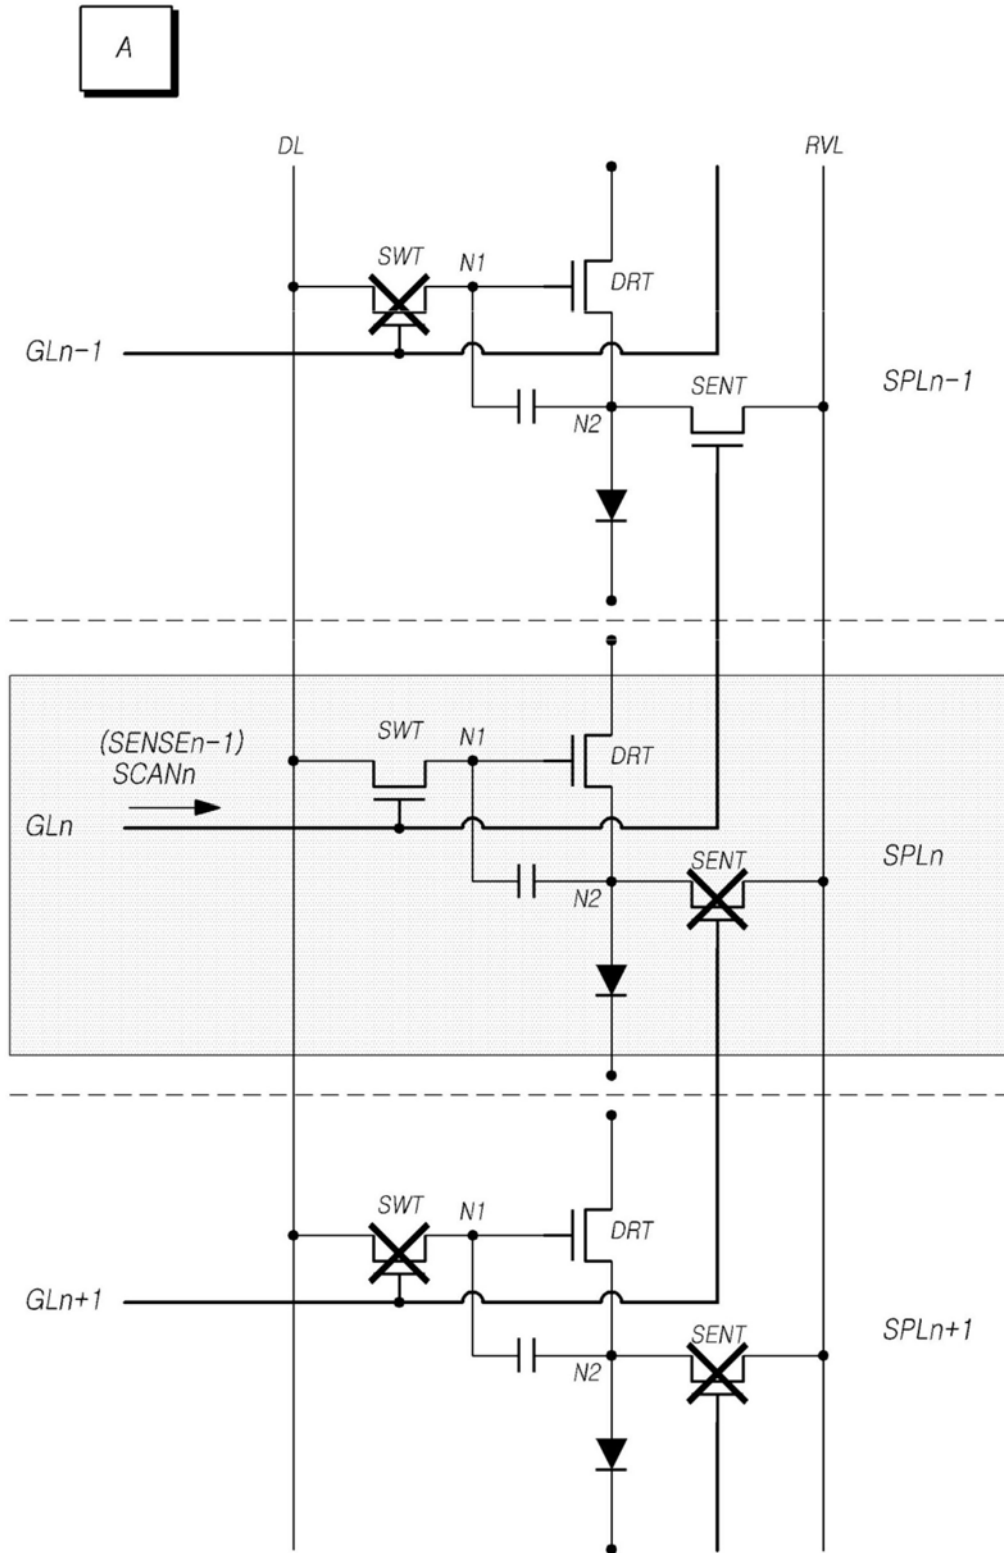 A
DL
RVL
SWT
N1
DRT
GLn-1
SENT
SPLn-1
N2
(SENSEn-1)
SCANn
SWT
N1
DRT
GLn
SENT
SPLn
N2
SWT
N1
DRT
GLn+1
SENT
SPLn+1
N2